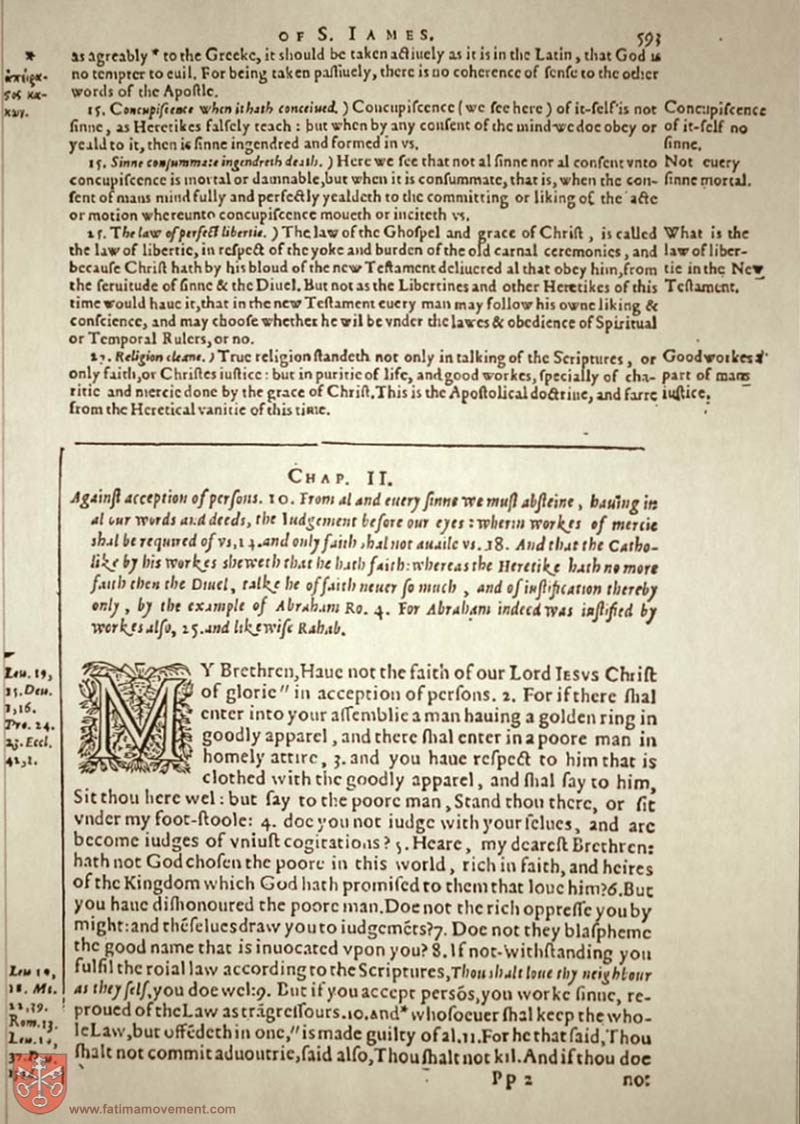 OF S. IAMES. 593
as agreably * to the Greeke, it should be taken actiuely as it is in the Latin, that God is
no tempter to euil. For being taken passiuely, there is no coherence of sense to the other
words of the Apostle.
15. Concupiscence when it hath conceiued. ) Concupiscence (we see here) of it-self is not
sinne, as Heretikes falsely teach : but when by any consent of the mind we doe obey or
yeald to it, then is sinne ingendred and formed in vs.
15. Sinne consummate ingendreth death. ) Here we see that not al sinne nor al consent vnto
concupiscence is mortal or damnable, but when it is consummate, that is, when the con-
sent of mans mind fully and perfectly yealdeth to the committing or liking of the acte
or motion whereunto concupiscence moueth or inciteth vs.
25. The law of perfect libertie. ) The law of the Ghospel and grace of Christ , is called
the law of libertie, in respect of the yoke and burden of the old carnal ceremonies, and
because Christ hath by his bloud of the new Testament deliuered al that obey him, from
the seruitude of sinne & the Diuel. But not as the Libertines and other Heretikes of this
time would haue it, that in the new Testament euery man may follow his owne liking &
conscience, and may choose whether he wil be vnder the lawes & obedience of Spiritual
or Temporal Rulers, or no.
27. Religion cleane. ) True religion standeth not only in talking of the Scriptures, or
only faith, or Christes iustice : but in puritie of life, and good workes, specially of cha-
ritie and mercie done by the grace of Christ. This is the Apostolical doctrine, and farre
from the Heretical vanitie of this time.
*
κων.
Concupiscence
of it-self no
sinne.
Not euery
sinne mortal.
What is the
law of liber-
tie in the New
Testament.
Good workes a
part of mans
iustice.
CHAP. II.
Against acception of persons. 10. From al and euery sinne we must absteine , hauing in
al our words and deeds, the Iudgement before our eyes : wherin workes of mercie
shal be required of vs, 14. and only faith shal not auaile vs. 18. And that the Catho-
like by his workes sheweth that he hath faith: whereas the Heretike hath no more
faith then the Diuel, talke he of faith neuer so much , and of iustification thereby
only , by the example of Abraham Ro. 4. For Abraham indeed was iustified by
workes also, 25. and likewise Rahab.
MY Brethren, Haue not the faith of our Lord IESVS Christ
of glorie" in acception of persons. 2. For if there shal
enter into your assemblie a man hauing a golden ring in
goodly apparel , and there shal enter in a poore man in
homely attire, 3. and you haue respect to him that is
clothed with the goodly apparel, and shal say to him,
Sit thou here wel : but say to the poore man, Stand thou there, or sit
vnder my foot-stoole: 4. doe you not iudge with your selues, and are
become iudges of vniust cogitations? 5. Heare, my dearest Brethren:
hath not God chosen the poore in this world, rich in faith, and heires
of the Kingdom which God hath promised to them that loue him? 6. But
you haue dishonoured the poore man. Doe not the rich oppresse you by
might: and thẽselues draw you to iudgemẽts? 7. Doe not they blaspheme
the good name that is inuocated vpon you? 8. If not-withstanding you
fulfil the roial law according to the Scriptures, Thou shalt loue thy neighbour
as thy self, you doe wel: 9. But if you accept persõs, you worke sinne, re-
proued of the Law as trãsgressours. 10. And* whosoeuer shal keep the who-
le Law, but offẽdeth in one," is made guilty of al. 11. For he that said, Thou
shalt not commit aduoutrie, said also, Thou shalt not kil. And if thou doe
Pp 2 not
Leu. 19,
15. Deu.
1, 16.
Pro. 24.
23. Eccl.
42, 1.
Leu 19,
18. Mt.
22, 39.
Rom. 13.
www.fatimamovement.com